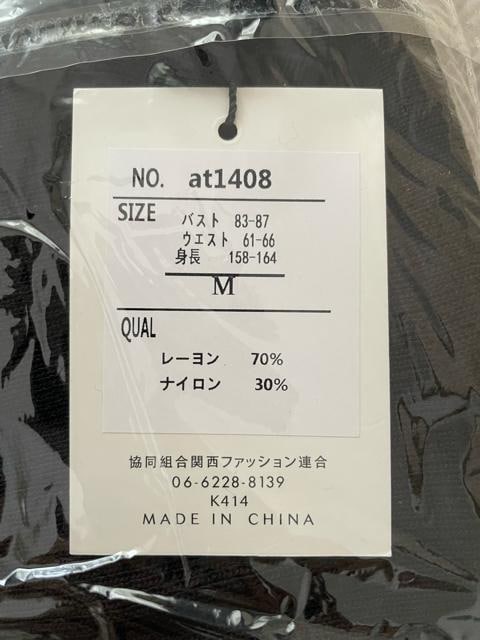 NO. at1408
SIZE バスト 83-87
ウエスト 61-66
身長 158-164
M
QUAL
レーヨン 70%
ナイロン 30%
協同組合関西ファッション連合
06-6228-8139
K414
MADE IN CHINA